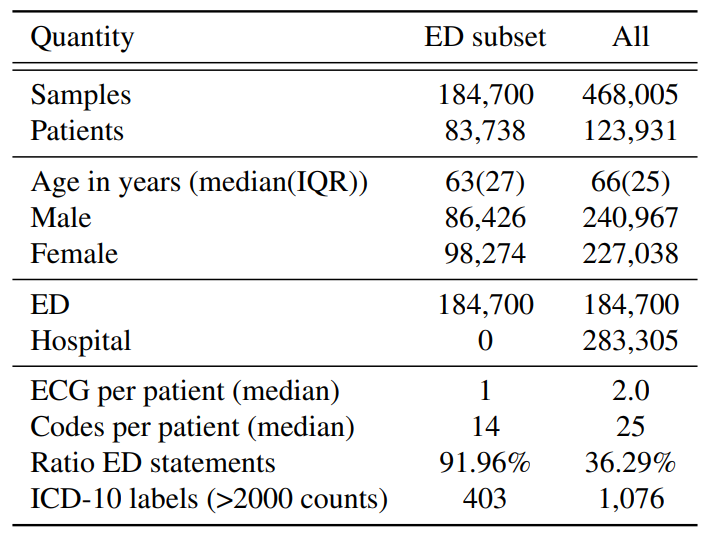 Quantity ED subset All
Samples 184,700 468,005
Patients 83,738 123,931
Age in years (median(IQR)) 63(27) 66(25)
Male 86,426 240,967
Female 98,274 227,038
ED 184,700 184,700
Hospital 0 283,305
ECG per patient (median) 1 2.0
Codes per patient (median) 14 25
Ratio ED statements 91.96% 36.29%
ICD-10 labels (>2000 counts) 403 1,076